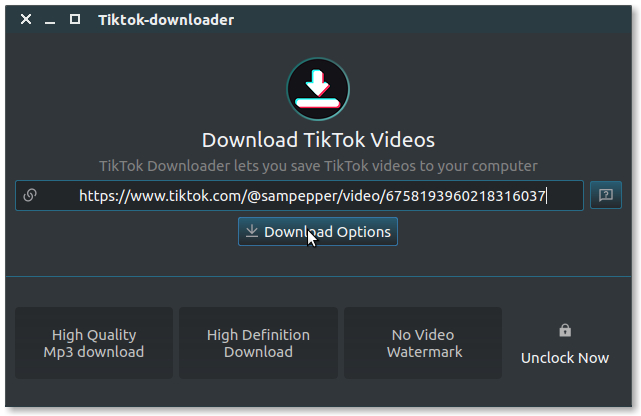 Tiktok-downloader
Download TikTok Videos
TikTok Downloader lets you save TikTok videos to your computer
https://www.tiktok.com/@sampepper/video/6758193960218316037
Download Options
High Quality
Mp3 download
High Definition
Download
No Video
Watermark
Unclock Now